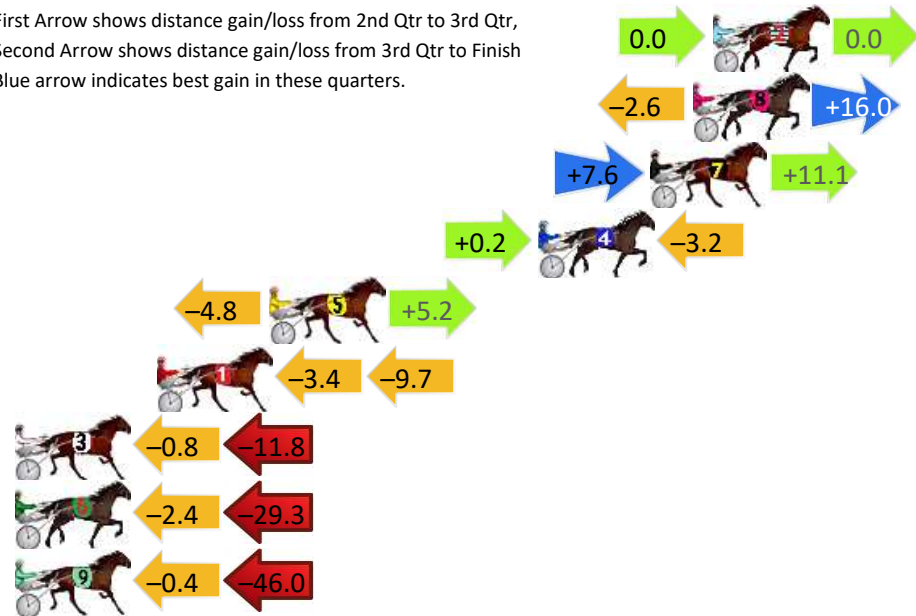 First Arrow shows distance gain/loss from 2nd Qtr to 3rd Qtr,
Second Arrow shows distance gain/loss from 3rd Qtr to Finish
Blue arrow indicates best gain in these quarters.
0.0 2 0.0
–2.6 8 +16.0
+7.6 7 +11.1
+0.2 4 –3.2
–4.8 5 +5.2
1 –3.4 –9.7
3 –0.8 –11.8
–2.4 –29.3
9 –0.4 –46.0